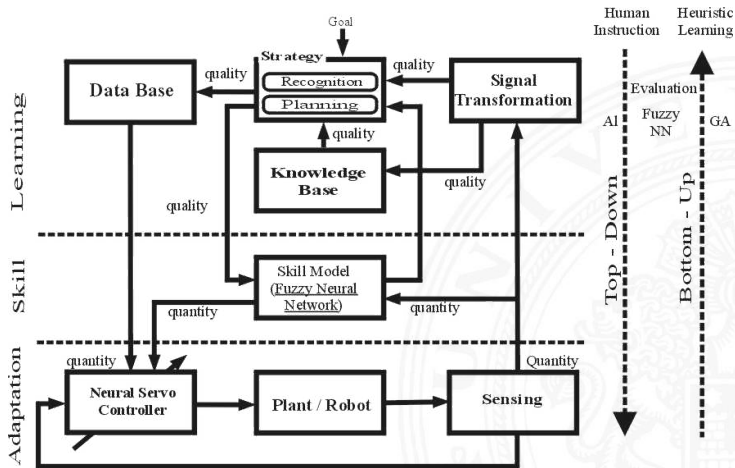 Human Instruction
Heuristic Learning
Goal
Strategy
Recognition
Planning
quality
quality
Data Base
Signal Transformation
Evaluation
Fuzzy
NN
AI
GA
quality
Knowledge Base
quality
quality
Learning
Top - Down
Bottom - Up
Skill
Skill Model
(Fuzzy Neural
Network)
quantity
quantity
quantity
Quantity
Adaptation
Neural Servo
Controller
Plant / Robot
Sensing